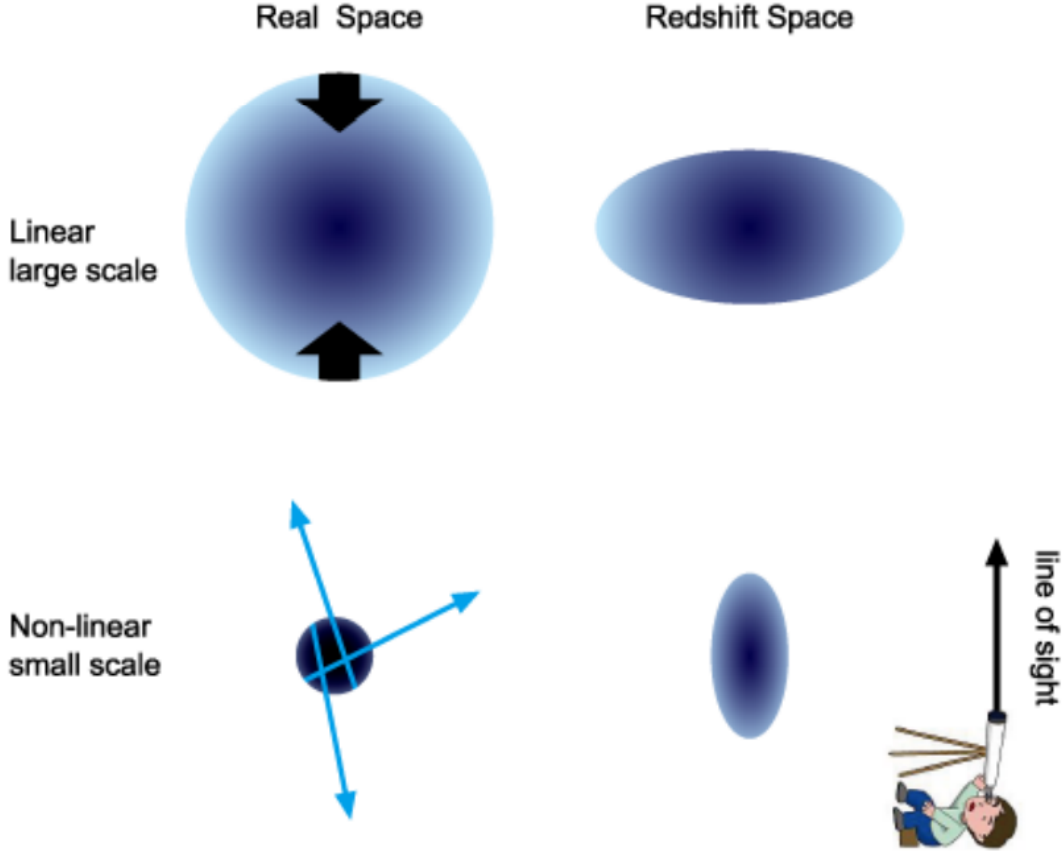 Real Space
Redshift Space
Linear
large scale
Non-linear
small scale
line of sight